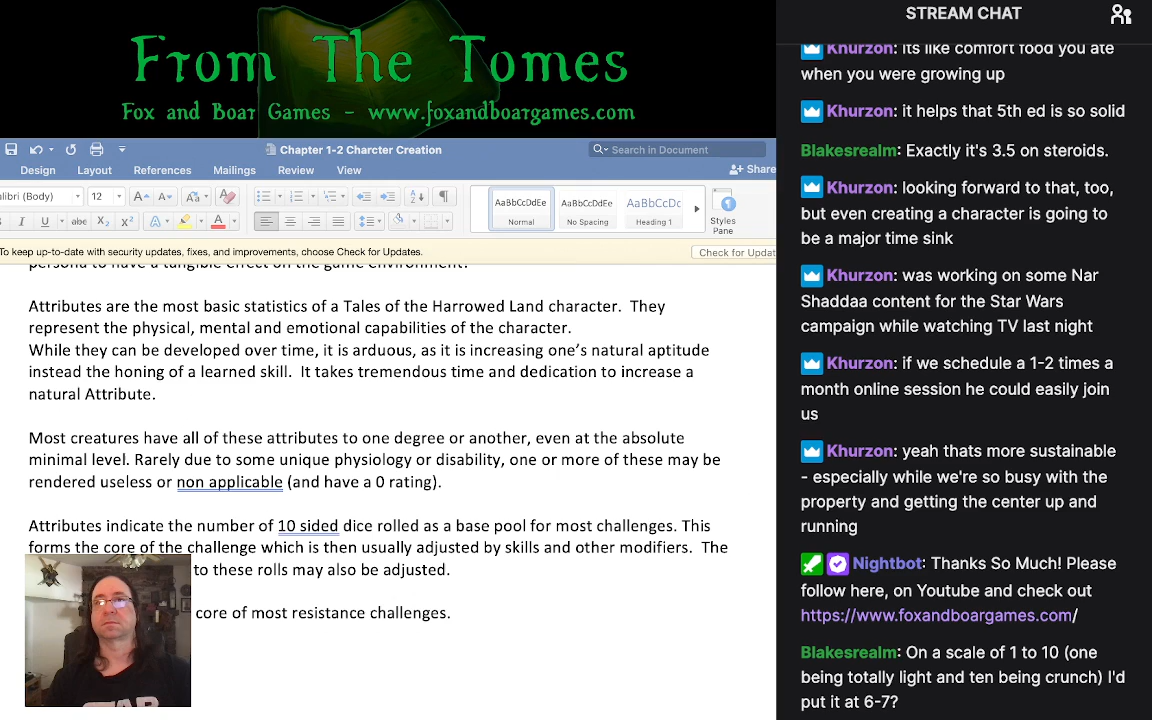 From The Tomes
Fox and Boar Games - www.foxandboargames.com
Chapter 1-2 Charcter Creation
Search in Document
Design Layout References Mailings Review View
Share
alibri (Body) 12
AaBbCcDdEe AaBbCcDdEe AaBbCcDc
Normal No Spacing Heading 1
Styles
Pane
To keep up-to-date with security updates, fixes, and improvements, choose Check for Updates.
Check for Updat
persona to have a tangible effect on the game environment.
Attributes are the most basic statistics of a Tales of the Harrowed Land character. They
represent the physical, mental and emotional capabilities of the character.
While they can be developed over time, it is arduous, as it is increasing one’s natural aptitude
instead the honing of a learned skill. It takes tremendous time and dedication to increase a
natural Attribute.
Most creatures have all of these attributes to one degree or another, even at the absolute
minimal level. Rarely due to some unique physiology or disability, one or more of these may be
rendered useless or non applicable (and have a 0 rating).
Attributes indicate the number of 10 sided dice rolled as a base pool for most challenges. This
forms the core of the challenge which is then usually adjusted by skills and other modifiers. The
to these rolls may also be adjusted.
core of most resistance challenges.
STAR
STREAM CHAT
Khurzon: its like comfort food you ate
when you were growing up
Khurzon: it helps that 5th ed is so solid
Blakesrealm: Exactly it's 3.5 on steroids.
Khurzon: looking forward to that, too,
but even creating a character is going to
be a major time sink
Khurzon: was working on some Nar
Shaddaa content for the Star Wars
campaign while watching TV last night
Khurzon: if we schedule a 1-2 times a
month online session he could easily join
us
Khurzon: yeah thats more sustainable
- especially while we're so busy with the
property and getting the center up and
running
Nightbot: Thanks So Much! Please
follow here, on Youtube and check out
https://www.foxandboargames.com/
Blakesrealm: On a scale of 1 to 10 (one
being totally light and ten being crunch) I'd
put it at 6-7?